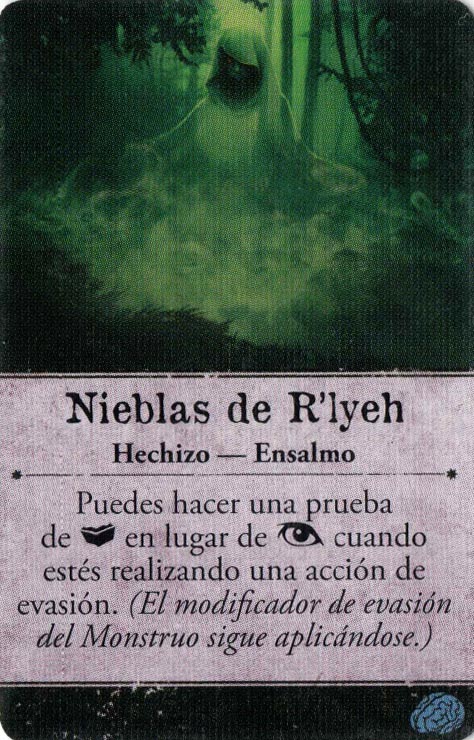 Nieblas de R'lyeh
Hechizo — Ensalmo
Puedes hacer una prueba
de en lugar de cuando
estés realizando una acción de
evasión. (El modificador de evasión
del Monstruo sigue aplicándose.)